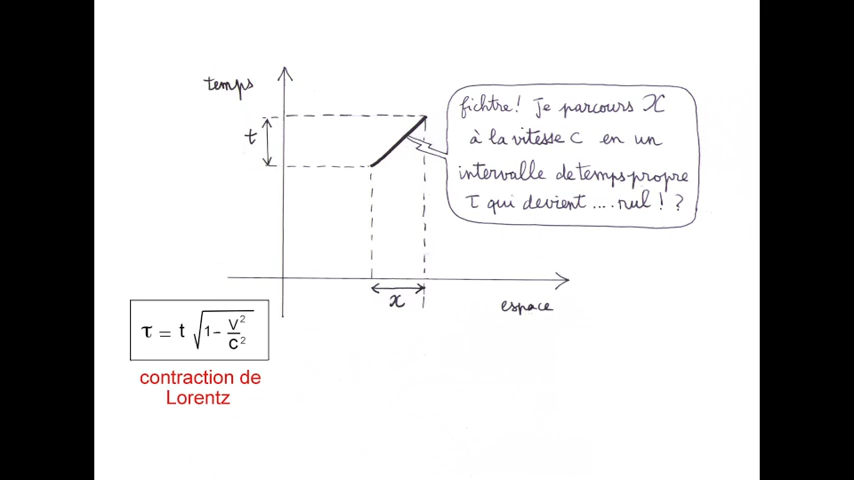 temps
fichtre! Je parcours x
à la vitesse c en un
intervalle de temps propre
τ qui devient .... nul ! ?
t
x
espace
τ = t √1- V²/C²
contraction de
Lorentz